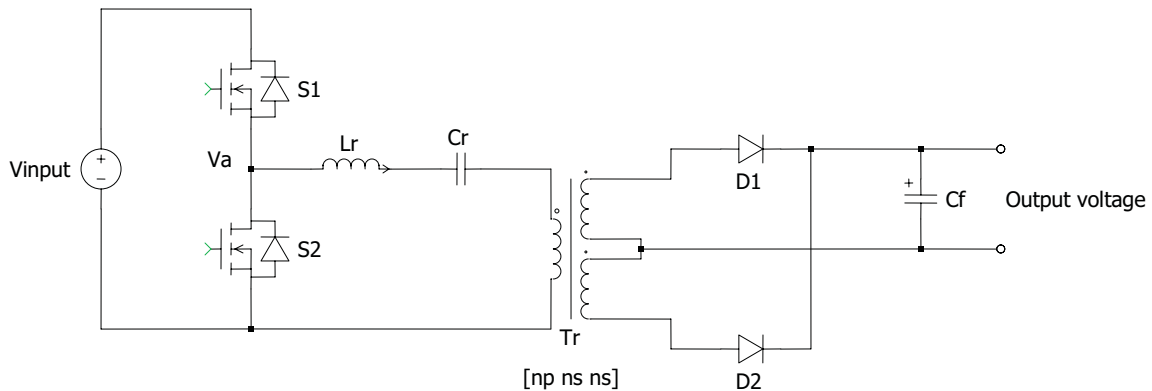 S1
Lr
Cr
Va
Vinput
D1
+
Cf
Output voltage
S2
Tr
D2
[np ns ns]